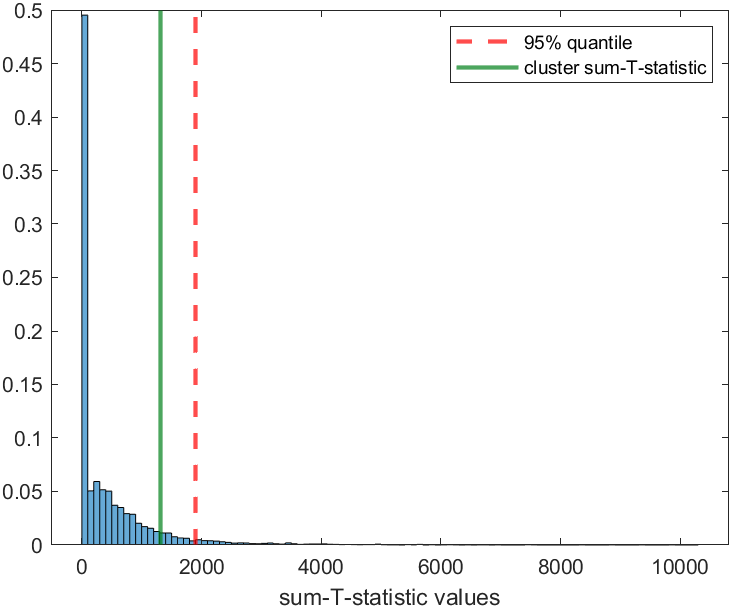 0.5
0.45
0.4
0.35
0.3
0.25
0.2
0.15
0.1
0.05
0
95% quantile
cluster sum-T-statistic
0 2000 4000 6000 8000 10000
sum-T-statistic values